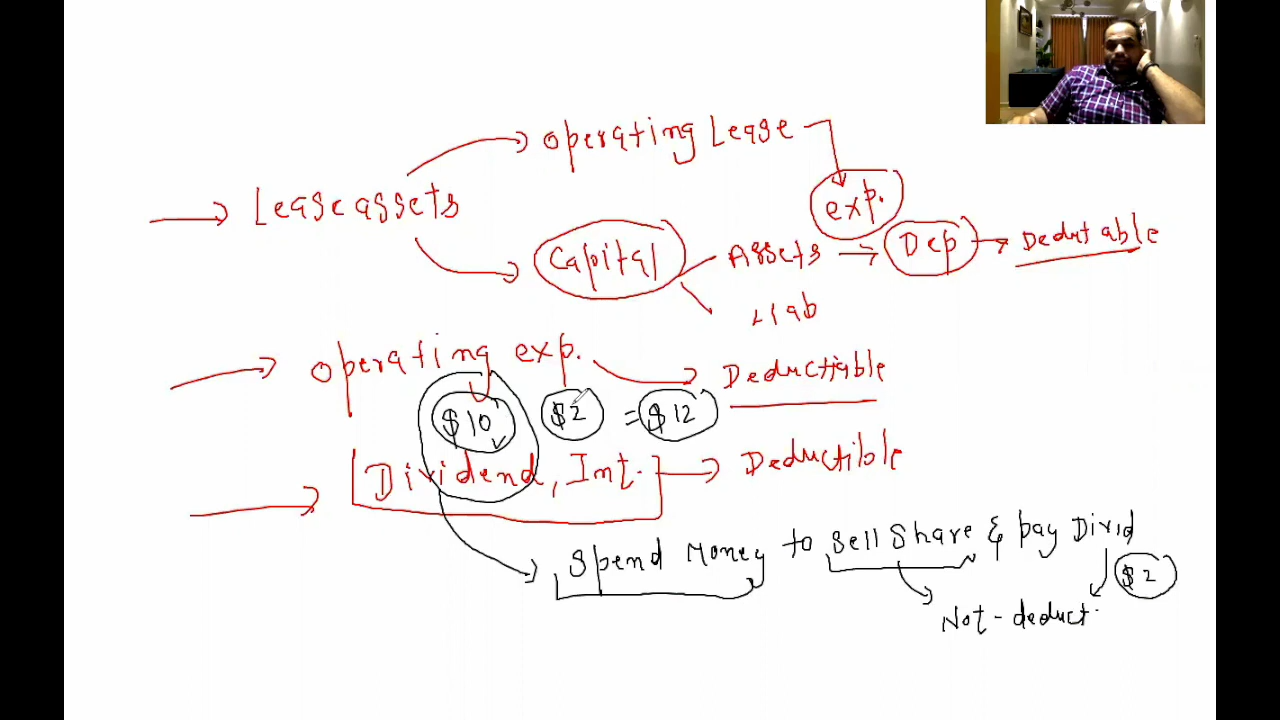 Operating Lease
exp.
Lease assets
Capital
Assets
Dep
Dedutable
Liab
Operating exp.
Deductiable
$10
$2
= $12
Dividend, Int.
Deductible
Spend Money to Sell Share & pay Divid
$2
Not-deduct.